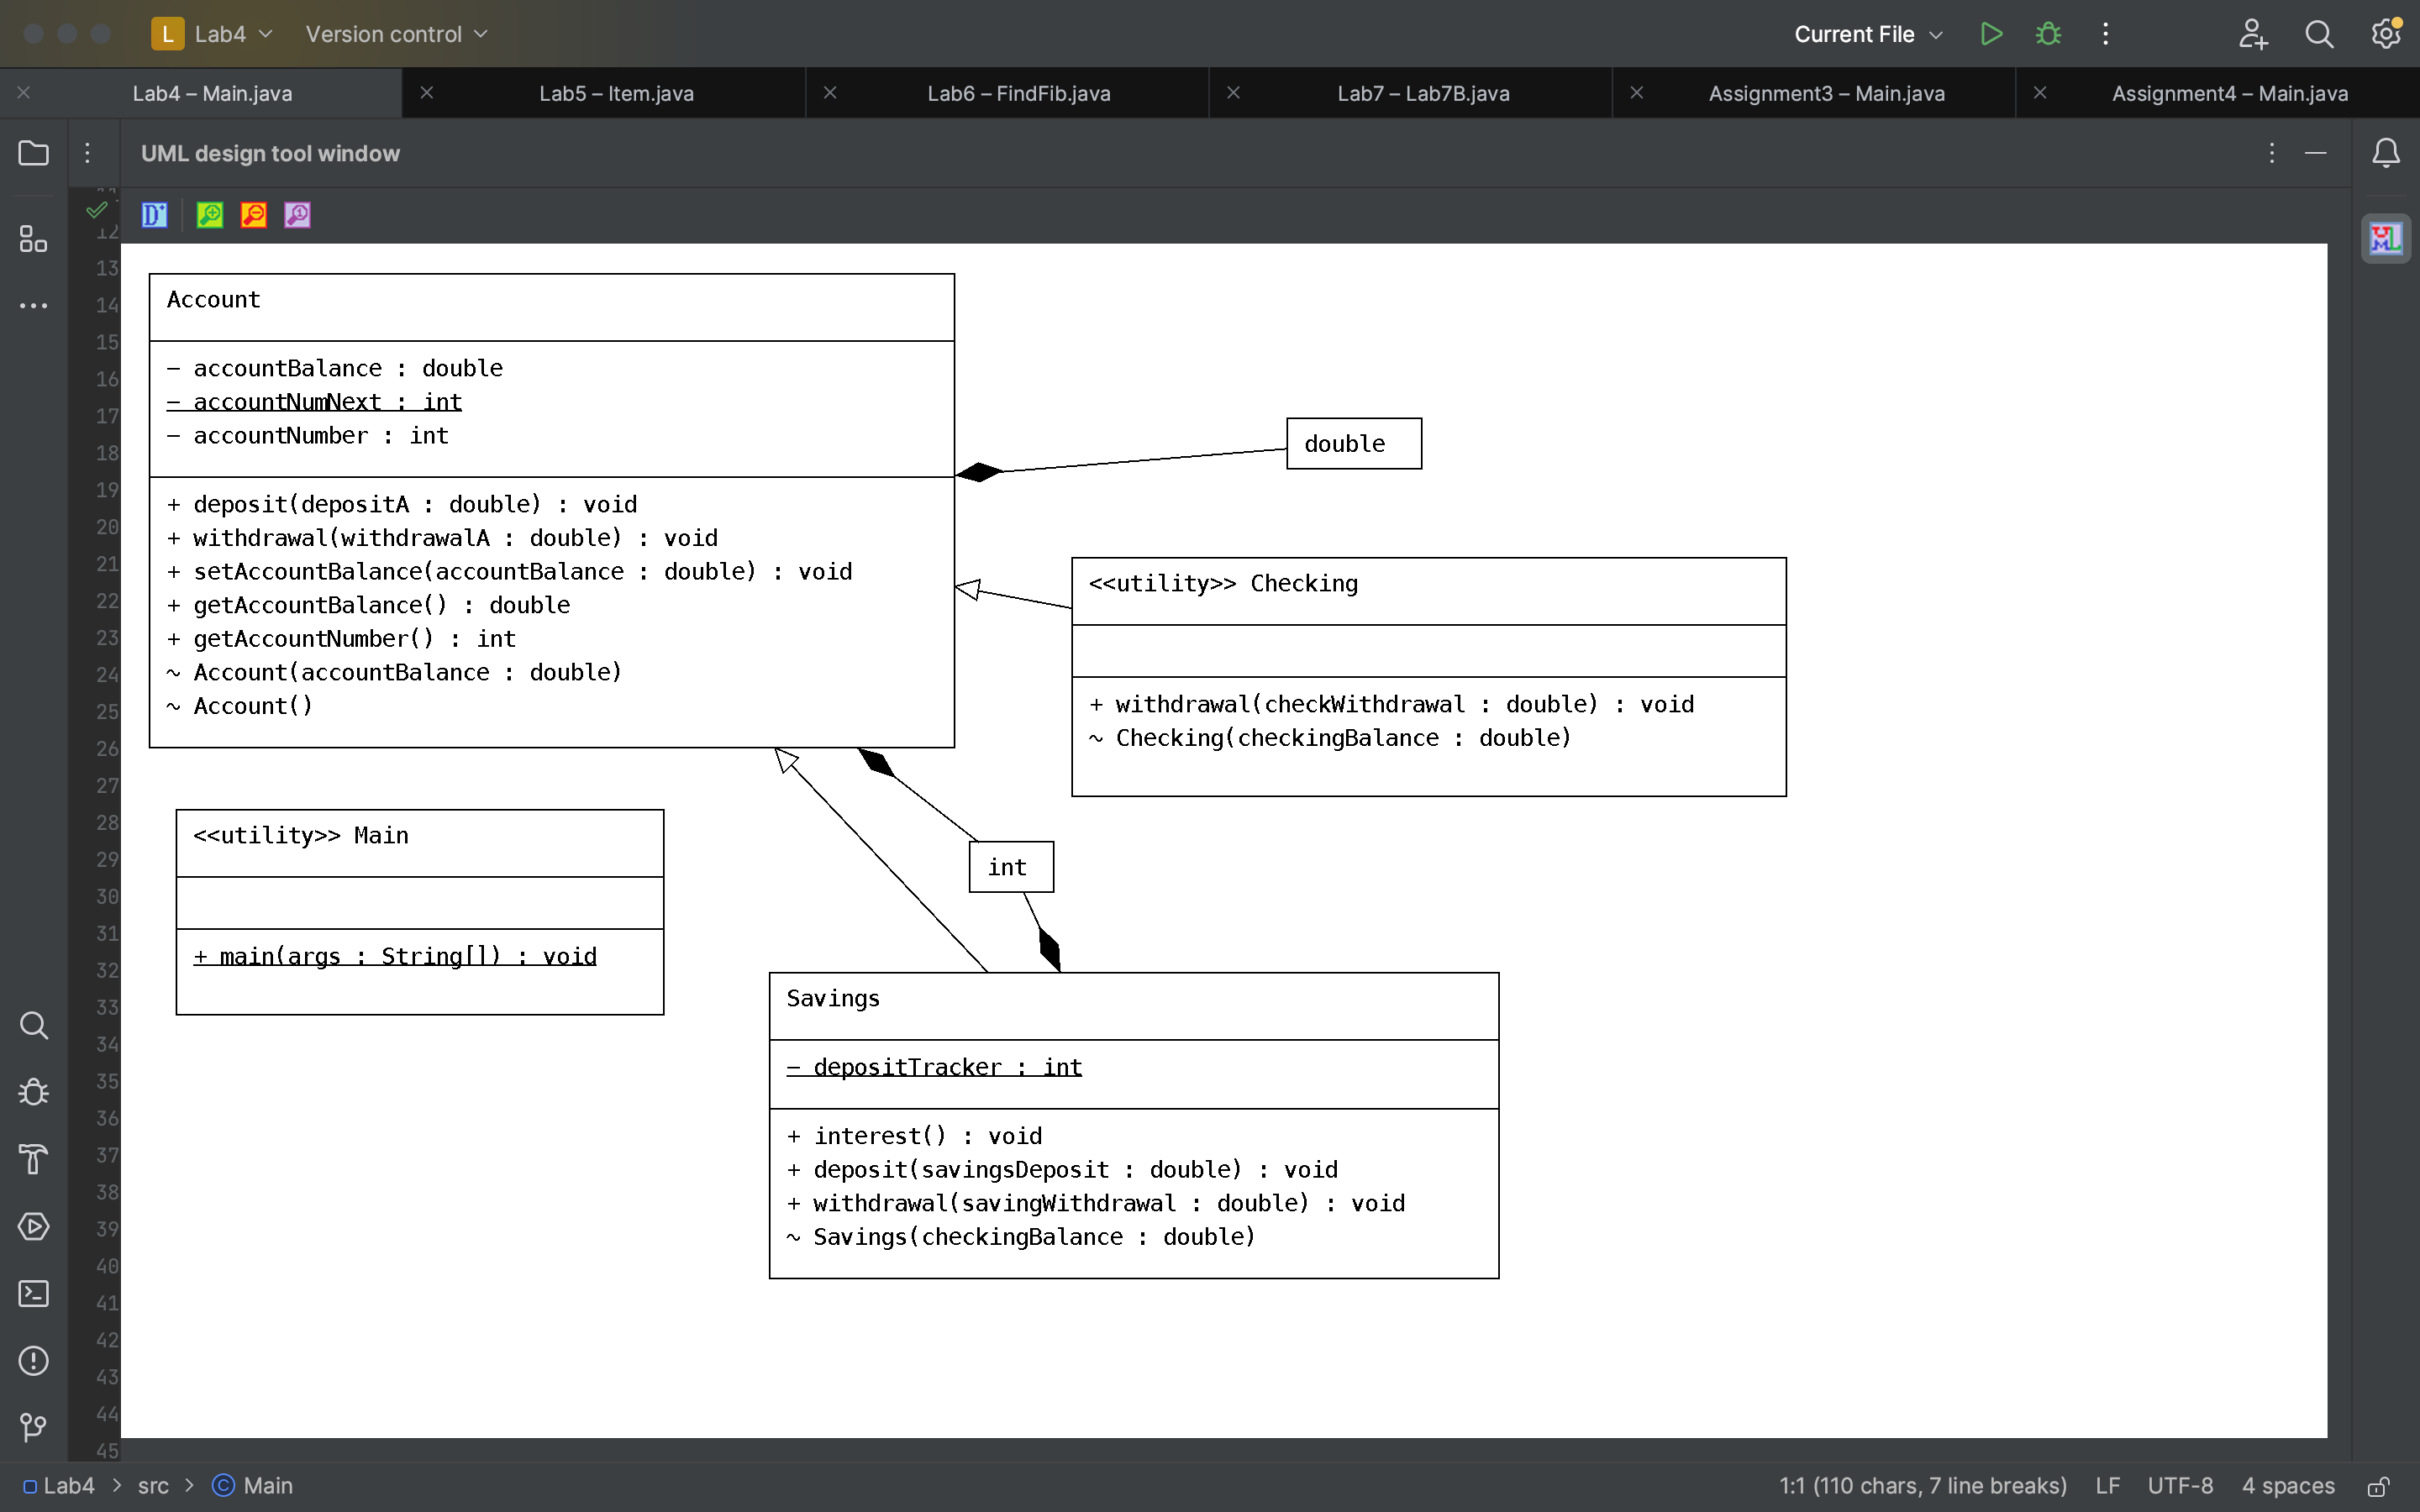 L Lab4 Version control Current File
Lab4 – Main.java Lab5 – Item.java Lab6 – FindFib.java Lab7 – Lab7B.java Assignment3 – Main.java Assignment4 – Main.java
UML design tool window
12
13
14
15
16
17
18
19
20
21
22
23
24
25
26
27
28
29
30
31
32
33
34
35
36
37
38
39
40
41
42
43
44
45
Account
– accountBalance : double
– accountNumNext : int
– accountNumber : int
+ deposit(depositA : double) : void
+ withdrawal(withdrawalA : double) : void
+ setAccountBalance(accountBalance : double) : void
+ getAccountBalance() : double
+ getAccountNumber() : int
~ Account(accountBalance : double)
~ Account()
double
<<utility>> Checking
+ withdrawal(checkWithdrawal : double) : void
~ Checking(checkingBalance : double)
<<utility>> Main
+ main(args : String[]) : void
int
Savings
– depositTracker : int
+ interest() : void
+ deposit(savingsDeposit : double) : void
+ withdrawal(savingWithdrawal : double) : void
~ Savings(checkingBalance : double)
UML
Lab4 > src > Main 1:1 (110 chars, 7 line breaks) LF UTF-8 4 spaces